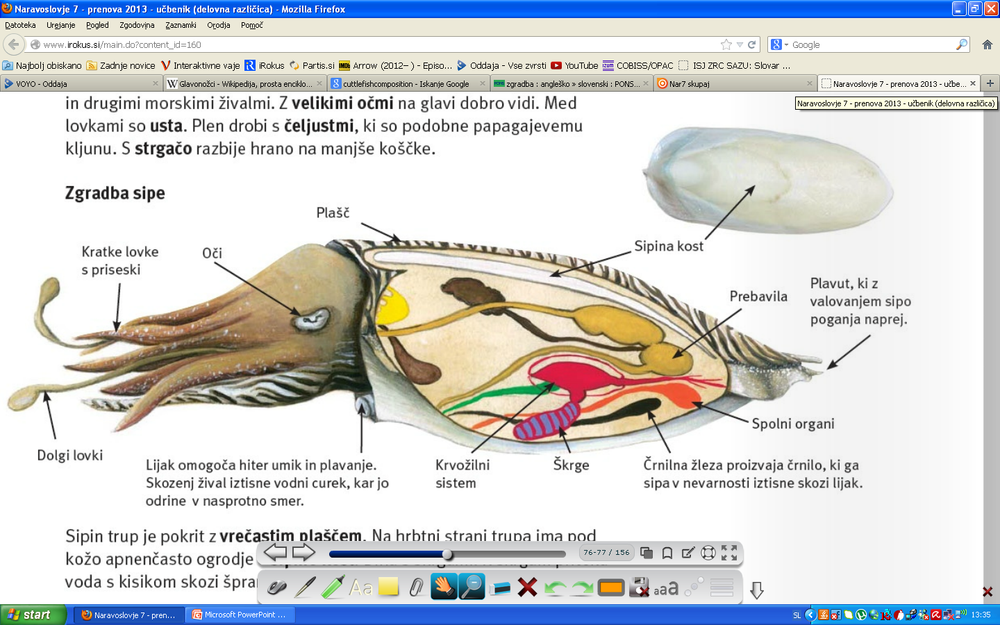 Naravoslovje 7 - prenova 2013 - učbenik (delovna različica) - Mozilla Firefox
Datoteka Urejanje Pogled Zgodovina Zaznamki Orodja Pomoč
www.irokus.si/main.do?content_id=160
Google
Najbolj obiskano Zadnje novice Interaktivne vaje iRokus Partis.si Arrow (2012– ) - Episo... Oddaja - Vse zvrsti YouTube COBISS/OPAC ISJ ZRC SAZU: Slovar ...
VOYO - Oddaja Glavonožci - Wikipedija, prosta enciklo... cuttlefishcomposition - Iskanje Google zgradba : angleško » slovenski : PONS... Nar7 skupaj Naravoslovje 7 - prenova 2013 - učbe...
Naravoslovje 7 - prenova 2013 - učbenik (delovna različica)
in drugimi morskimi živalmi. Z velikimi očmi na glavi dobro vidi. Med
lovkami so usta. Plen drobi s čeljustmi, ki so podobne papagajevemu
kljunu. S strgačo razbije hrano na manjše koščke.
Zgradba sipe
Plašč
Kratke lovke
s priseski
Oči
Sipina kost
Prebavila
Plavut, ki z
valovanjem sipo
poganja naprej.
Spolni organi
Dolgi lovki
Lijak omogoča hiter umik in plavanje.
Skozenj žival iztisne vodni curek, kar jo
odrine v nasprotno smer.
Krvožilni
sistem
Škrge
Črnilna žleza proizvaja črnilo, ki ga
sipa v nevarnosti iztisne skozi lijak.
Sipin trup je pokrit z vrečastim plaščem. Na hrbtni strani trupa ima pod
kožo apnenčasto ogrodje
voda s kisikom skozi špra
76-77 / 156
Aa
aaa
start Naravoslovje 7 - pren... Microsoft PowerPoint ... SL 13:35